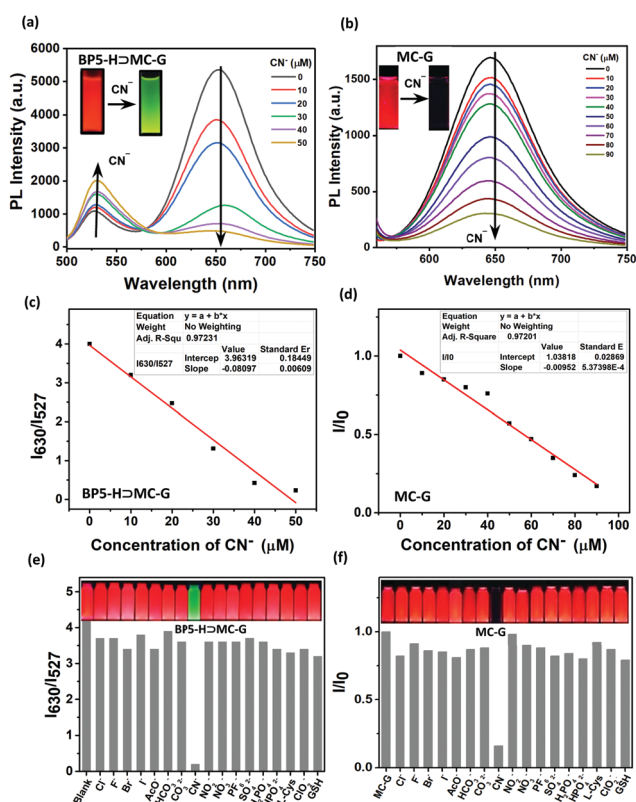 (a)
BP5-H⊃MC-G
CN⁻
CN⁻
CN⁻ (μM)
0
10
20
30
40
50
PL Intensity (a.u.)
6000
5000
4000
3000
2000
1000
0
500 550 600 650 700 750
Wavelength (nm)
(b)
MC-G
CN⁻
CN⁻
CN⁻ (μM)
0
10
20
30
40
50
60
70
80
90
PL Intensity (a.u.)
1500
1000
500
0
600 650 700 750
Wavelength (nm)
(c)
Equation y = a + b*x
Weight No Weighting
Adj. R-Squ 0.97231
Value Standard Er
I630/I527 Intercep 3.96319 0.18449
Slope -0.08097 0.00609
I630/I527
4
3
2
1
0
BP5-H⊃MC-G
0 10 20 30 40 50
Concentration of CN⁻ (μM)
(d)
Equation y = a + b*x
Weight No Weighting
Adj. R-Square 0.97201
Value Standard E
I/I0 Intercept 1.03818 0.02869
Slope -0.00952 5.37398E-4
I/I0
1.0
0.5
0.0
MC-G
0 20 40 60 80 100
Concentration of CN⁻ (μM)
(e)
BP5-H⊃MC-G
I630/I527
5
4
3
2
1
0
Blank Cl⁻ F⁻ Br⁻ I⁻ AcO⁻ HCO₃⁻ CO₃²⁻ CN⁻ NO₃⁻ NO₂⁻ PF₆⁻ SO₄²⁻ H₂PO₄⁻ HPO₄²⁻ L-Cys ClO₄⁻ GSH
(f)
MC-G
I/I0
1.0
0.75
0.5
0.25
0.0
MC-G Cl⁻ F⁻ Br⁻ I⁻ AcO⁻ HCO₃⁻ CO₃²⁻ CN⁻ NO₃⁻ NO₂⁻ PF₆⁻ SO₄²⁻ H₂PO₄⁻ HPO₄²⁻ L-Cys ClO₄⁻ GSH